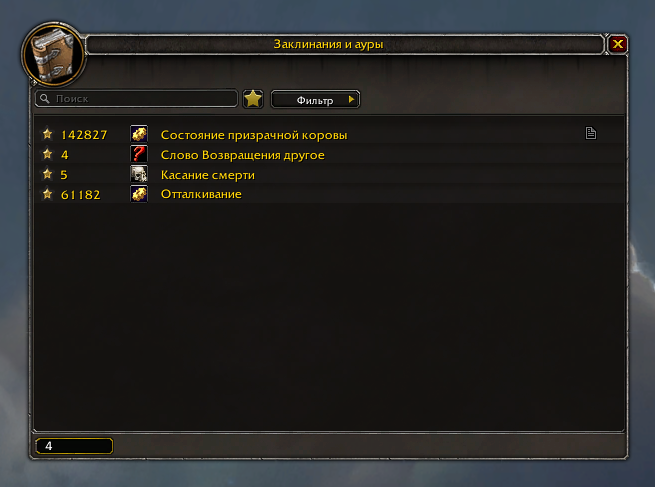 Заклинания и ауры
Поиск
Фильтр
142827 Состояние призрачной коровы
4 Слово Возвращения другое
5 Касание смерти
61182 Отталкивание
4